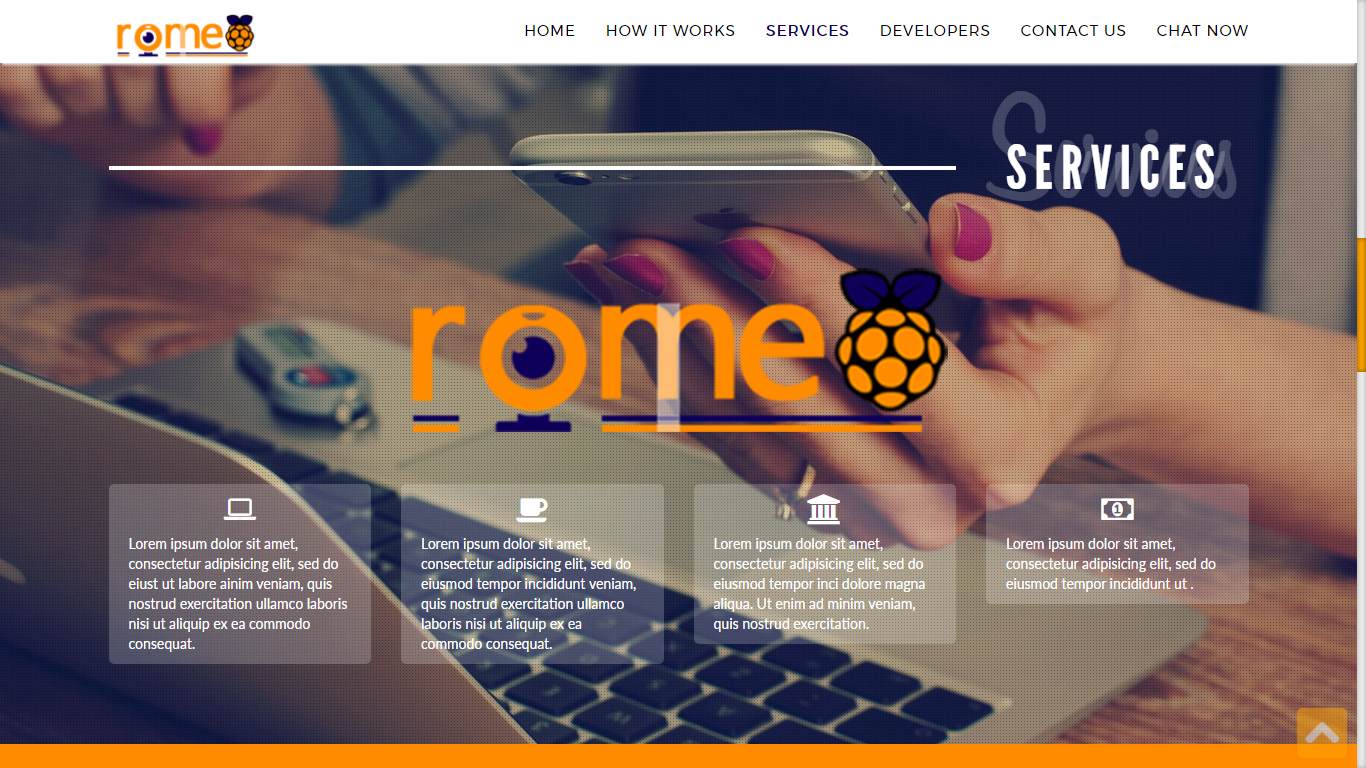 romeo
HOME HOW IT WORKS SERVICES DEVELOPERS CONTACT US CHAT NOW
Services
SERVICES
romeo
Lorem ipsum dolor sit amet,
consectetur adipisicing elit, sed do
eiust ut labore ainim veniam, quis
nostrud exercitation ullamco laboris
nisi ut aliquip ex ea commodo
consequat.
Lorem ipsum dolor sit amet,
consectetur adipisicing elit, sed do
eiusmod tempor incididunt veniam,
quis nostrud exercitation ullamco
laboris nisi ut aliquip ex ea
commodo consequat.
Lorem ipsum dolor sit amet,
consectetur adipisicing elit, sed do
eiusmod tempor inci dolore magna
aliqua. Ut enim ad minim veniam,
quis nostrud exercitation.
1
Lorem ipsum dolor sit amet,
consectetur adipisicing elit, sed do
eiusmod tempor incididunt ut .